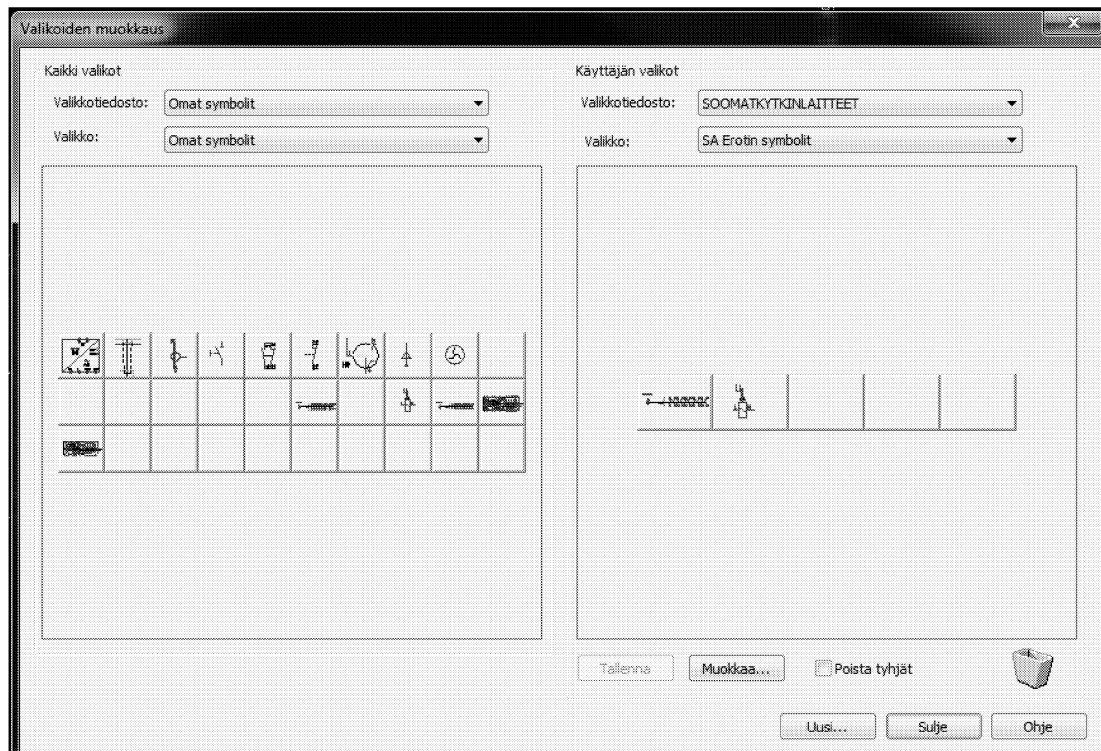 Valikoiden muokkaus
Kaikki valikot
Valikkotiedosto: Omat symbolit
Valikko: Omat symbolit
Käyttäjän valikot
Valikkotiedosto: SOOMATKYTKINLAITTEET
Valikko: SA Erotin symbolit
Tallenna
Muokkaa...
Poista tyhjät
Uusi...
Sulje
Ohje